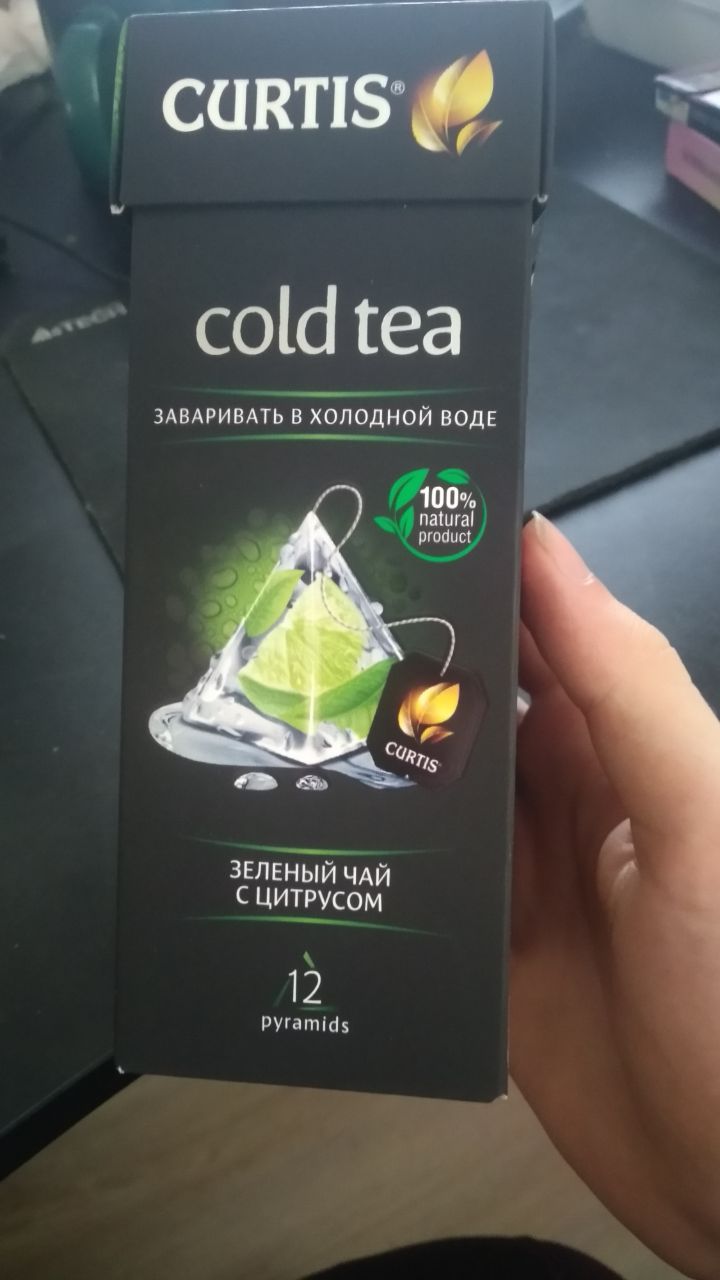 CURTIS®
cold tea
ЗАВАРИВАТЬ В ХОЛОДНОЙ ВОДЕ
100%
natural
product
CURTIS
ЗЕЛЕНЫЙ ЧАЙ
С ЦИТРУСОМ
12
pyramids